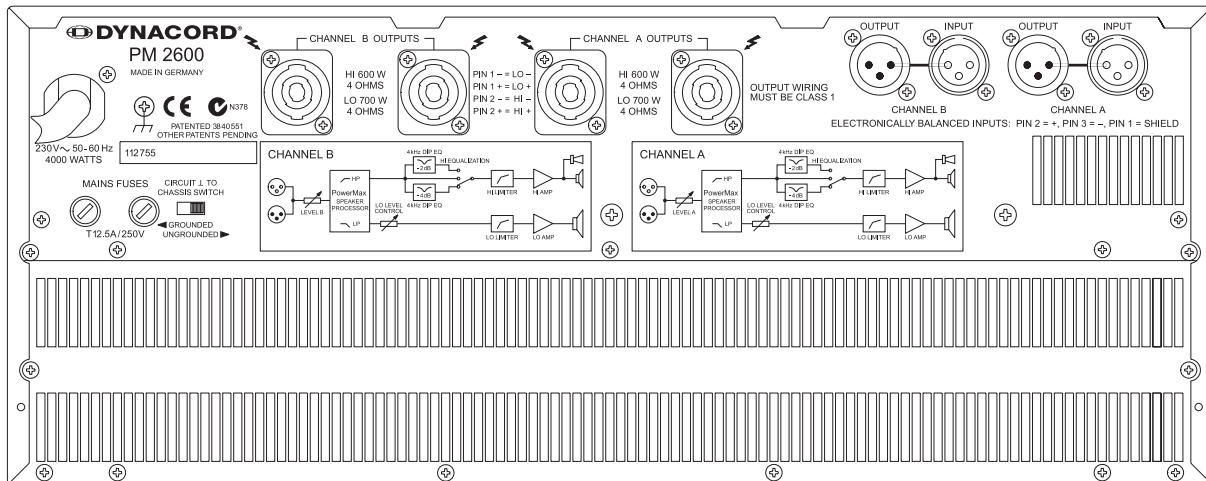 DYNACORD®
PM 2600
MADE IN GERMANY
N378
PATENTED 3840551
OTHER PATENTS PENDING
230V~ 50-60 Hz
4000 WATTS
112755
MAINS FUSES
T12.5A/250V
CIRCUIT ⊥ TO
CHASSIS SWITCH
◀GROUNDED
UNGROUNDED▶
CHANNEL B OUTPUTS
HI 600 W
4 OHMS
LO 700 W
4 OHMS
PIN 1 – = LO –
PIN 1 + = LO +
PIN 2 – = HI –
PIN 2 + = HI +
CHANNEL A OUTPUTS
HI 600 W
4 OHMS
LO 700 W
4 OHMS
OUTPUT WIRING
MUST BE CLASS 1
OUTPUT INPUT
CHANNEL B
OUTPUT INPUT
CHANNEL A
ELECTRONICALLY BALANCED INPUTS: PIN 2 = +, PIN 3 = –, PIN 1 = SHIELD
CHANNEL B
LEVEL B
HP
PowerMax
SPEAKER
PROCESSOR
LP
4kHz DIP EQ
-2dB
HI EQUALIZATION
-4dB
4kHz DIP EQ
LO LEVEL
CONTROL
HI LIMITER
HI AMP
LO LIMITER
LO AMP
CHANNEL A
LEVEL A
HP
PowerMax
SPEAKER
PROCESSOR
LP
4kHz DIP EQ
-2dB
HI EQUALIZATION
-4dB
4kHz DIP EQ
LO LEVEL
CONTROL
HI LIMITER
HI AMP
LO LIMITER
LO AMP